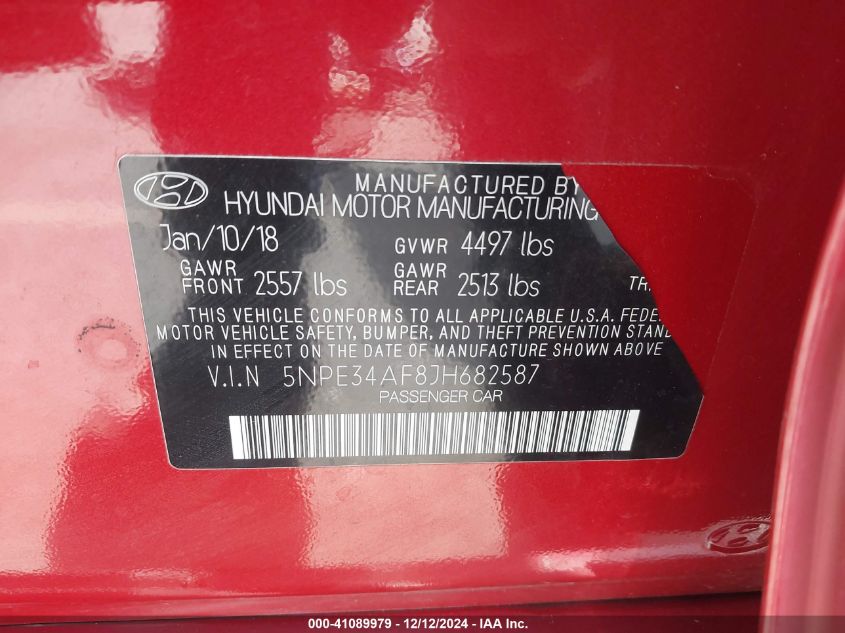 MANUFACTURED BY
HYUNDAI MOTOR MANUFACTURING
Jan/10/18 GVWR 4497 lbs
GAWR FRONT 2557 lbs GAWR REAR 2513 lbs
THIS VEHICLE CONFORMS TO ALL APPLICABLE U.S.A.
MOTOR VEHICLE SAFETY, BUMPER, AND THEFT PREVENTION
IN EFFECT ON THE DATE OF MANUFACTURE SHOWN ABOVE
V.I.N 5NPE34AF8JH682587
PASSENGER CAR
000-41089979 - 12/12/2024 - IAA Inc.